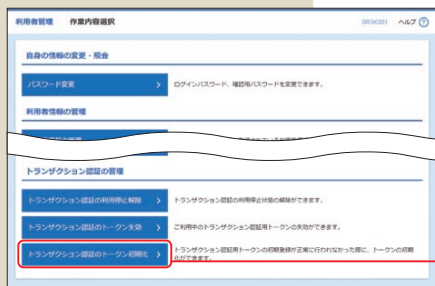 利用者管理 作業内容選択 BRSK001 ヘルプ ?
自身の情報の変更・照会
パスワード変更 ログインパスワード、確認用パスワードを変更できます。
利用者情報の管理
トランザクション認証の管理
トランザクション認証の利用停止解除 トランザクション認証の利用停止状態の解除ができます。
トランザクション認証のトークン失効 ご利用中のトランザクション認証用トークンの失効ができます。
トランザクション認証のトークン初期化 トランザクション認証用トークンの初期登録が正常に行われなかった際に、トークンの初期
化ができます。